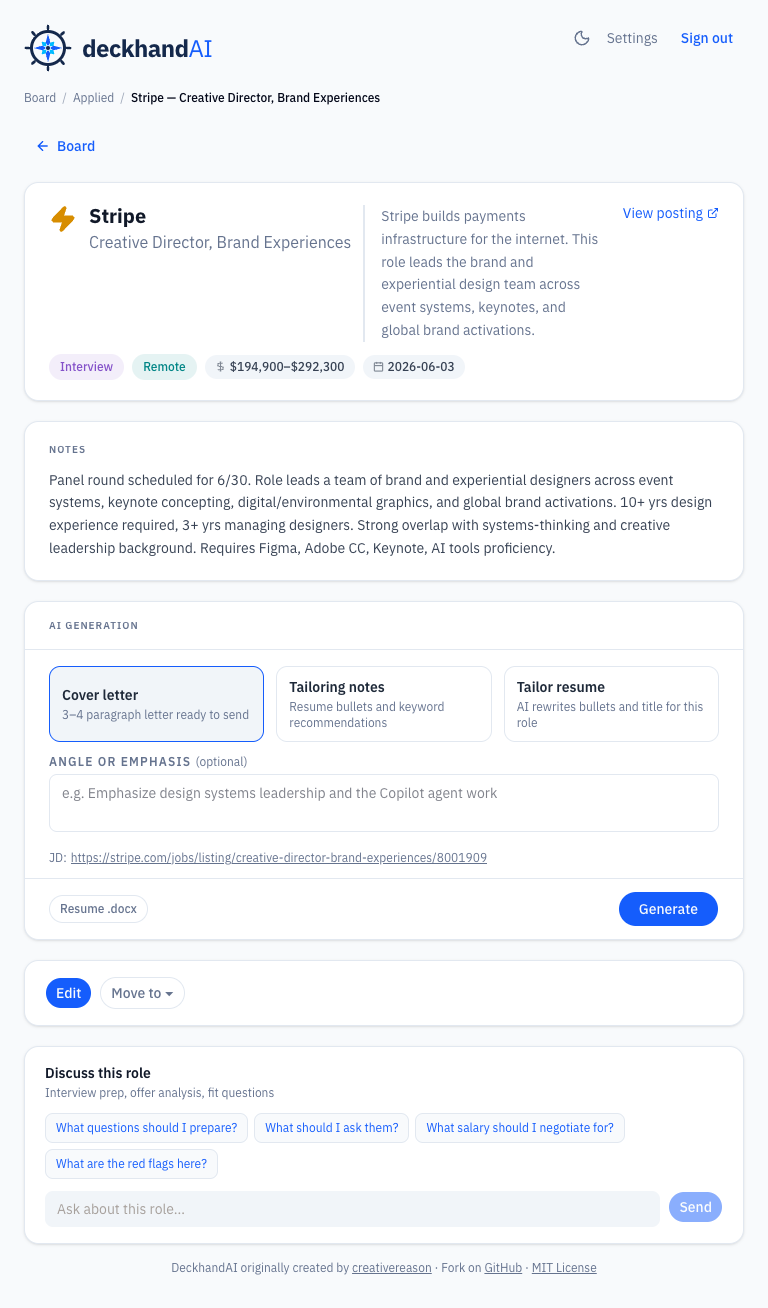 deckhandAI
Settings
Sign out
Board / Applied / Stripe — Creative Director, Brand Experiences
Board
Stripe
Creative Director, Brand Experiences
Stripe builds payments
infrastructure for the internet. This
role leads the brand and
experiential design team across
event systems, keynotes, and
global brand activations.
View posting
Interview
Remote
$ $194,900–$292,300
2026-06-03
NOTES
Panel round scheduled for 6/30. Role leads a team of brand and experiential designers across event
systems, keynote concepting, digital/environmental graphics, and global brand activations. 10+ yrs design
experience required, 3+ yrs managing designers. Strong overlap with systems-thinking and creative
leadership background. Requires Figma, Adobe CC, Keynote, AI tools proficiency.
AI GENERATION
Cover letter
3–4 paragraph letter ready to send
Tailoring notes
Resume bullets and keyword
recommendations
Tailor resume
AI rewrites bullets and title for this
role
ANGLE OR EMPHASIS (optional)
e.g. Emphasize design systems leadership and the Copilot agent work
JD: https://stripe.com/jobs/listing/creative-director-brand-experiences/8001909
Resume .docx
Generate
Edit
Move to
Discuss this role
Interview prep, offer analysis, fit questions
What questions should I prepare?
What should I ask them?
What salary should I negotiate for?
What are the red flags here?
Ask about this role...
Send
DeckhandAI originally created by creativereason · Fork on GitHub · MIT License